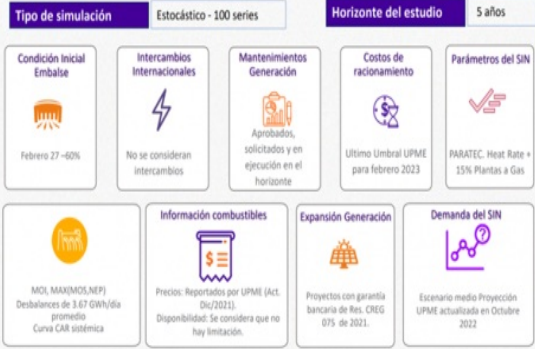 Tipo de simulación
Estocástico - 100 series
Horizonte del estudio
5 años
Condición Inicial
Embalse
Febrero 27 –60%
Intercambios
Internacionales
No se consideran
intercambios
Mantenimientos
Generación
Aprobados,
solicitados y en
ejecución en el
horizonte
Costos de
racionamiento
Ultimo Umbral UPME
para febrero 2023
Parámetros del SIN
PARATEC. Heat Rate +
15% Plantas a Gas
MOI, MAX(MOS,NEP)
Desbalances de 3.67 GWh/día
promedio
Curva CAR sistémica
Información combustibles
Precios: Reportados por UPME (Act.
Dic/2021).
Disponibilidad: Se considera que no
hay limitación.
Expansión Generación
Proyectos con garantía
bancaria de Res. CREG
075 de 2021.
Demanda del SIN
Escenario medio Proyección
UPME actualizada en Octubre
2022